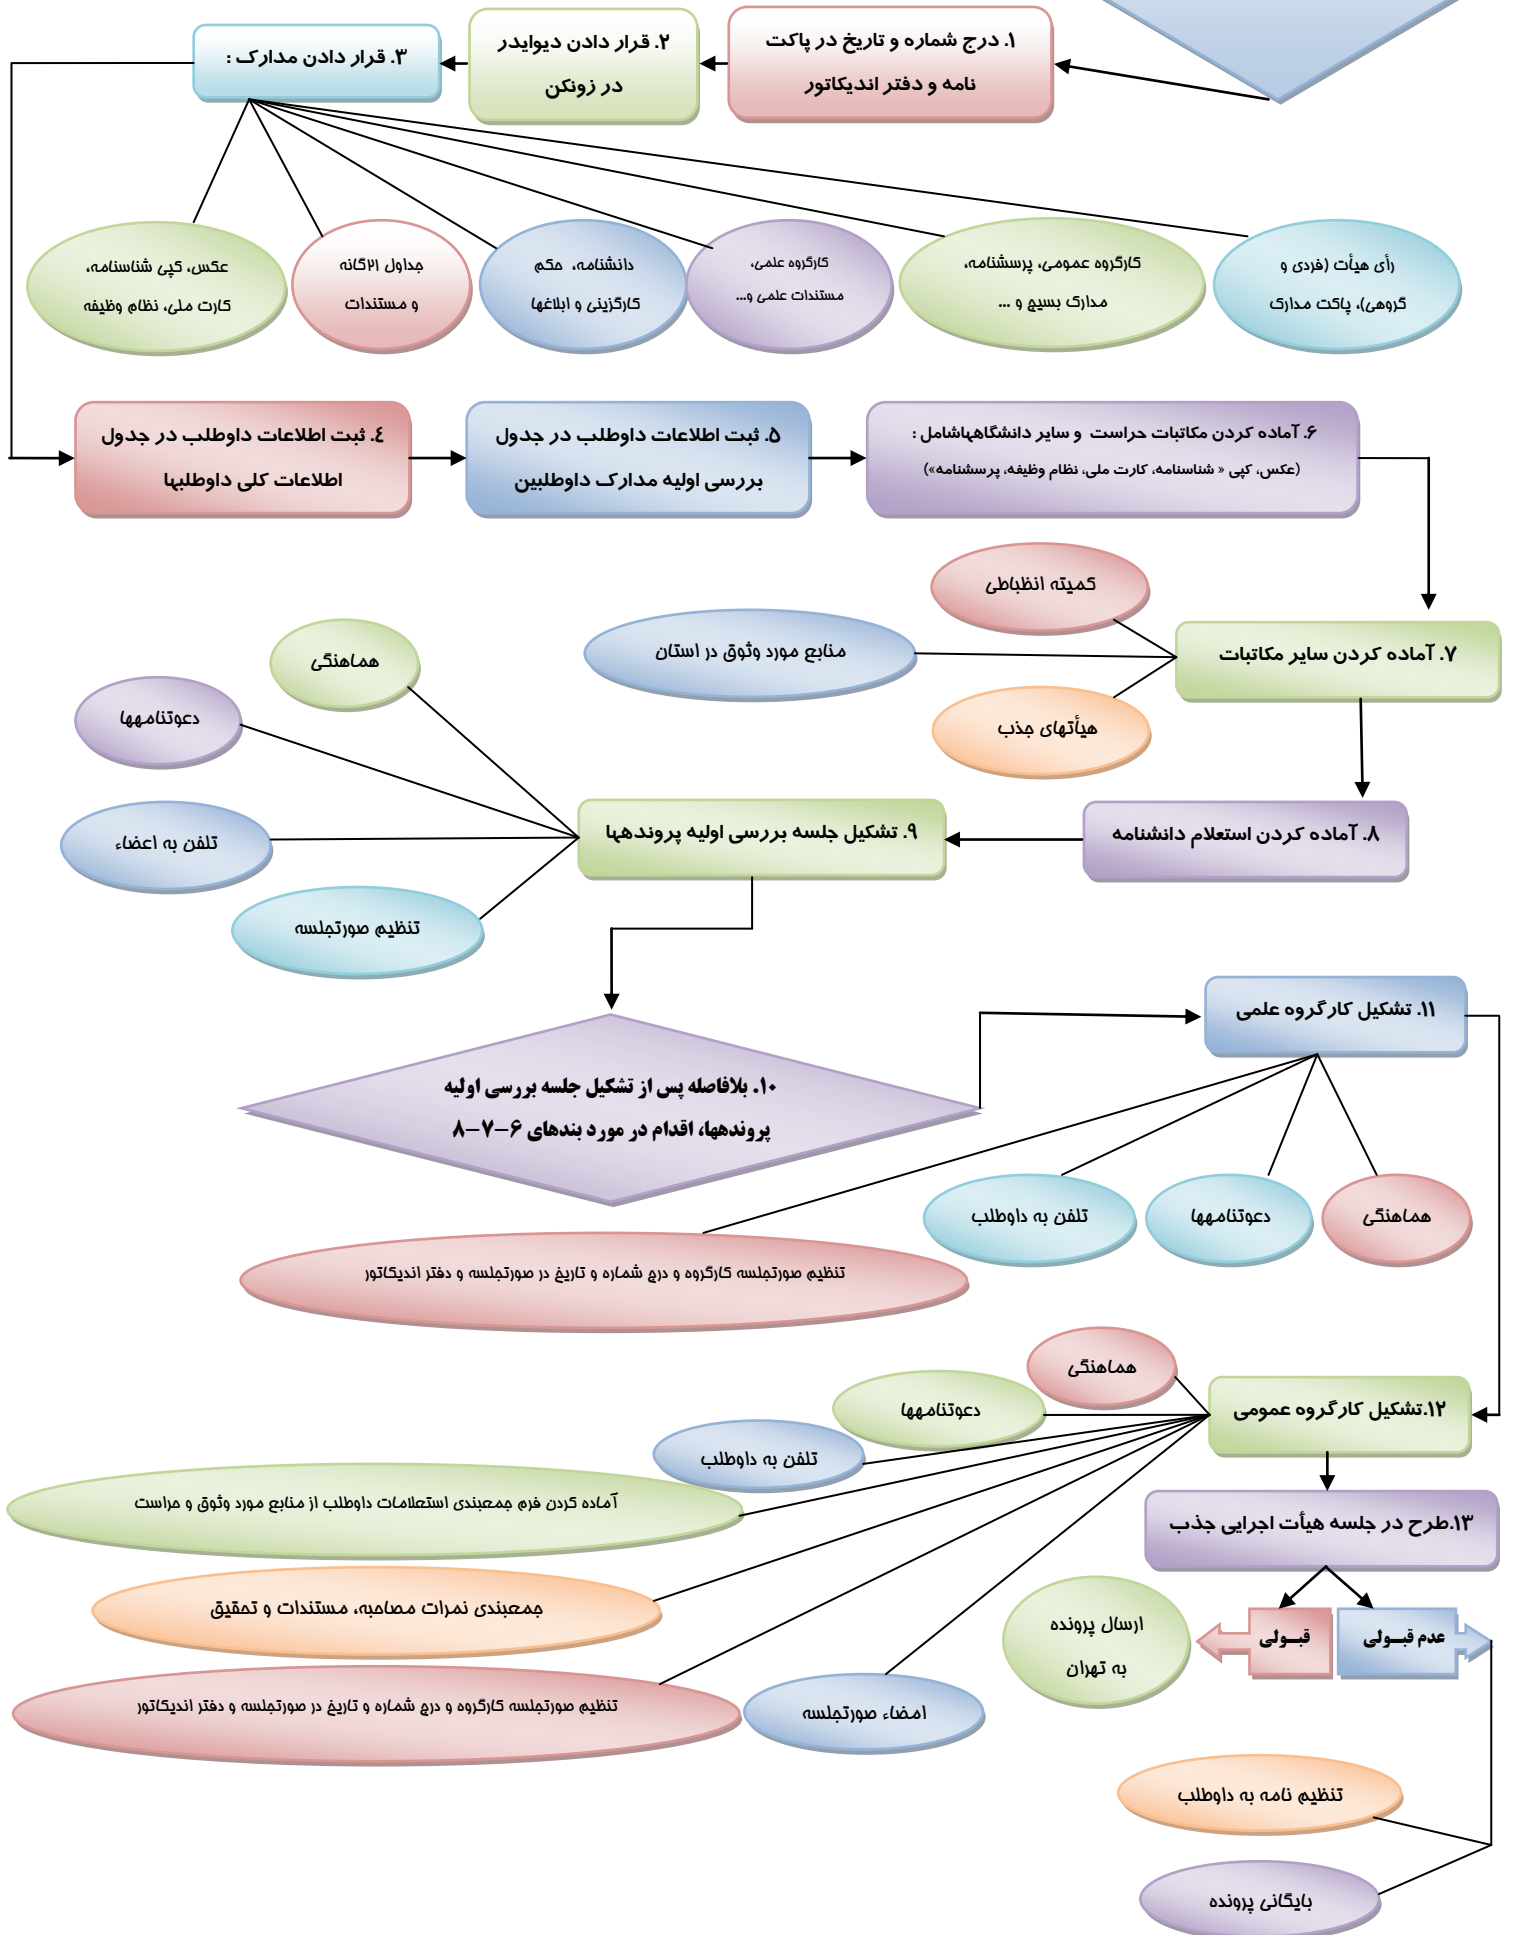 ۱. درج شماره و تاریخ در پاکت
نامه و دفتر اندیکاتور
۲. قرار دادن دیوایدر
در زونکن
۳. قرار دادن مدارک :
رأی هیأت (فردی و
گروهی)، پاکت مدارک
کارگروه عمومی، پرسشنامه،
مدارک بسیج و ...
کارگروه علمی،
مستندات علمی و...
دانشنامه، حکم
کارگزینی و ابلاغها
جداول ۲۱گانه
و مستندات
عکس، کپی شناسنامه،
کارت ملی، نظام وظیفه
۴. ثبت اطلاعات داوطلب در جدول
اطلاعات کلی داوطلبها
۵. ثبت اطلاعات داوطلب در جدول
بررسی اولیه مدارک داوطلبین
۶. آماده کردن مکاتبات حراست و سایر دانشگاههاشامل :
(عکس، کپی « شناسنامه، کارت ملی، نظام وظیفه، پرسشنامه»)
۷. آماده کردن سایر مکاتبات
کمیته انظباطی
منابع مورد وثوق در استان
هیأتهای جذب
۸. آماده کردن استعلام دانشنامه
۹. تشکیل جلسه بررسی اولیه پروندهها
هماهنگی
دعوتنامهها
تلفن به اعضاء
تنظیم صورتجلسه
۱۰. بلافاصله پس از تشکیل جلسه بررسی اولیه
پروندهها، اقدام در مورد بندهای ۶-۷-۸
۱۱. تشکیل کارگروه علمی
هماهنگی
دعوتنامهها
تلفن به داوطلب
تنظیم صورتجلسه کارگروه و درج شماره و تاریخ در صورتجلسه و دفتر اندیکاتور
۱۲.تشکیل کارگروه عمومی
هماهنگی
دعوتنامهها
تلفن به داوطلب
آماده کردن فرم جمعبندی استعلامات داوطلب از منابع مورد وثوق و حراست
جمعبندی نمرات مصاحبه، مستندات و تحقیق
تنظیم صورتجلسه کارگروه و درج شماره و تاریخ در صورتجلسه و دفتر اندیکاتور
امضاء صورتجلسه
۱۳.طرح در جلسه هیأت اجرایی جذب
عدم قبــولی
قبــولی
ارسال پرونده
به تهران
تنظیم نامه به داوطلب
بایگانی پرونده